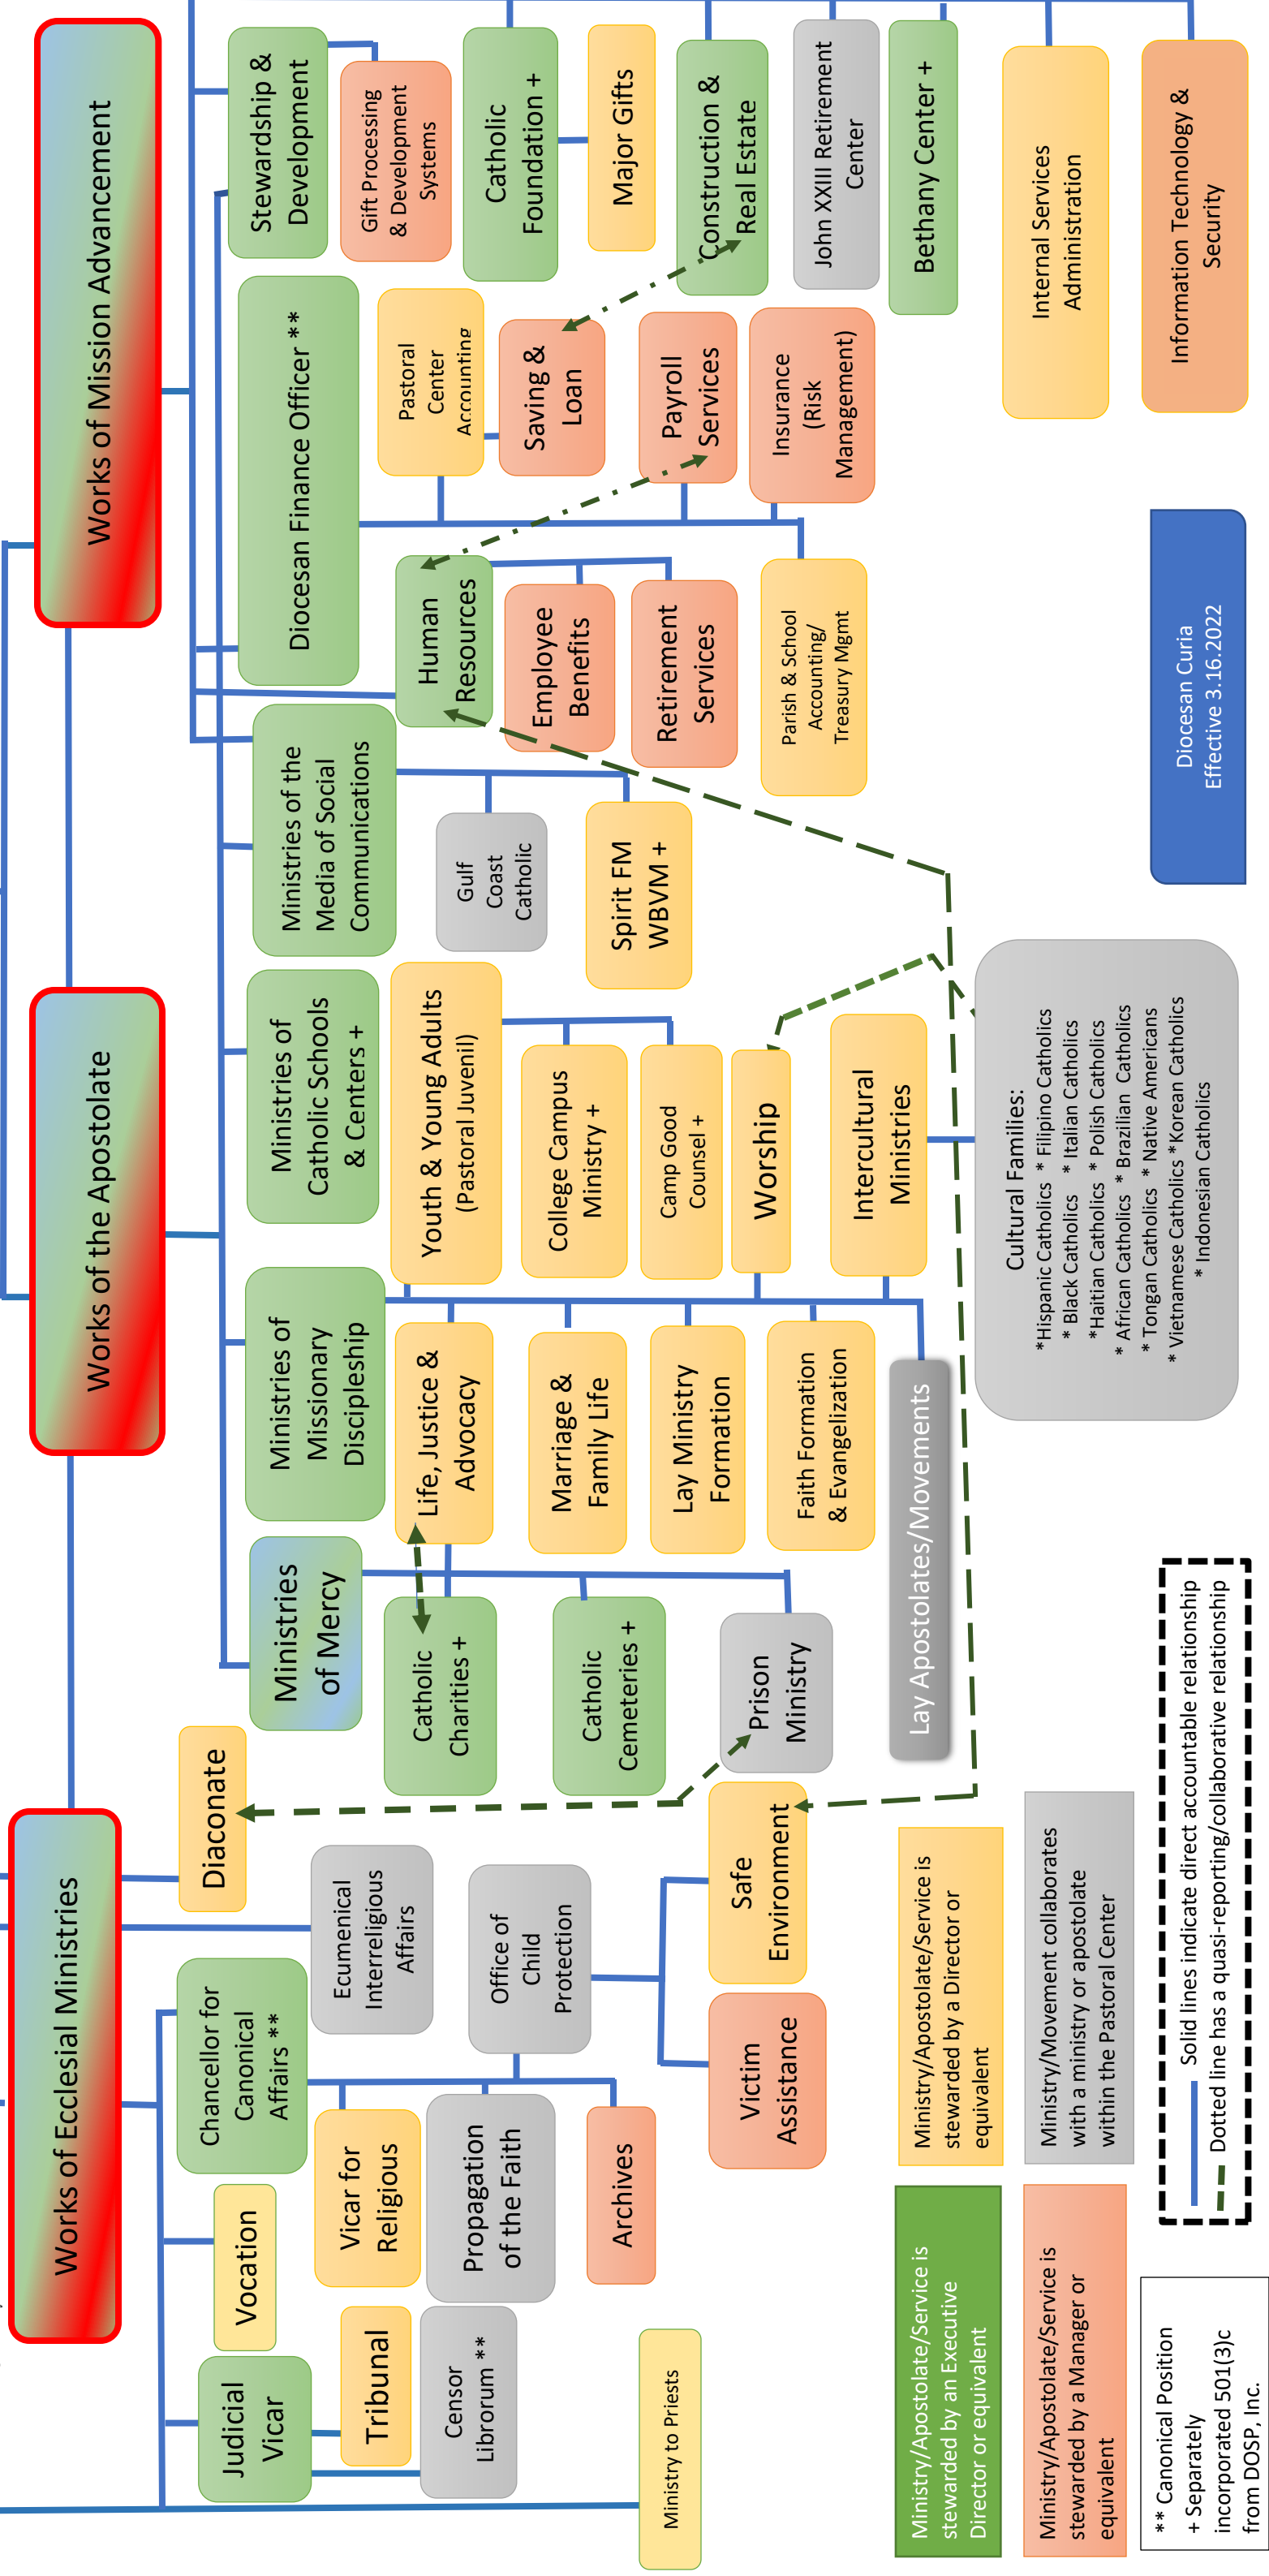 Works of Ecclesial Ministries
Works of the Apostolate
Works of Mission Advancement
Judicial
Vicar
Vocation
Chancellor for
Canonical
Affairs **
Diaconate
Tribunal
Censor
Librorum **
Vicar for
Religious
Propagation
of the Faith
Archives
Ecumenical
Interreligious
Affairs
Office of
Child
Protection
Victim
Assistance
Safe
Environment
Ministry to Priests
Ministries
of Mercy
Catholic
Charities +
Catholic
Cemeteries +
Prison
Ministry
Ministries of
Missionary
Discipleship
Life, Justice &
Advocacy
Marriage &
Family Life
Lay Ministry
Formation
Faith Formation
& Evangelization
Lay Apostolates/Movements
Youth & Young Adults
(Pastoral Juvenil)
College Campus
Ministry +
Camp Good
Counsel +
Worship
Intercultural
Ministries
Cultural Families:
*Hispanic Catholics * Filipino Catholics
* Black Catholics * Italian Catholics
*Haitian Catholics * Polish Catholics
* African Catholics * Brazilian Catholics
* Tongan Catholics * Native Americans
* Vietnamese Catholics *Korean Catholics
* Indonesian Catholics
Ministries of
Catholic Schools
& Centers +
Ministries of the
Media of Social
Communications
Gulf
Coast
Catholic
Spirit FM
WBVM +
Human
Resources
Employee
Benefits
Retirement
Services
Diocesan Finance Officer **
Pastoral
Center
Accounting
Saving &
Loan
Payroll
Services
Insurance
(Risk
Management)
Parish & School
Accounting/
Treasury Mgmt
Stewardship &
Development
Gift Processing
& Development
Systems
Catholic
Foundation +
Major Gifts
Construction &
Real Estate
John XXIII Retirement
Center
Bethany Center +
Internal Services
Administration
Information Technology &
Security
Ministry/Apostolate/Service is
stewarded by an Executive
Director or equivalent
Ministry/Apostolate/Service is
stewarded by a Director or
equivalent
Ministry/Apostolate/Service is
stewarded by a Manager or
equivalent
Ministry/Movement collaborates
with a ministry or apostolate
within the Pastoral Center
** Canonical Position
+ Separately
incorporated 501(3)c
from DOSP, Inc.
Solid lines indicate direct accountable relationship
Dotted line has a quasi-reporting/collaborative relationship
Diocesan Curia
Effective 3.16.2022